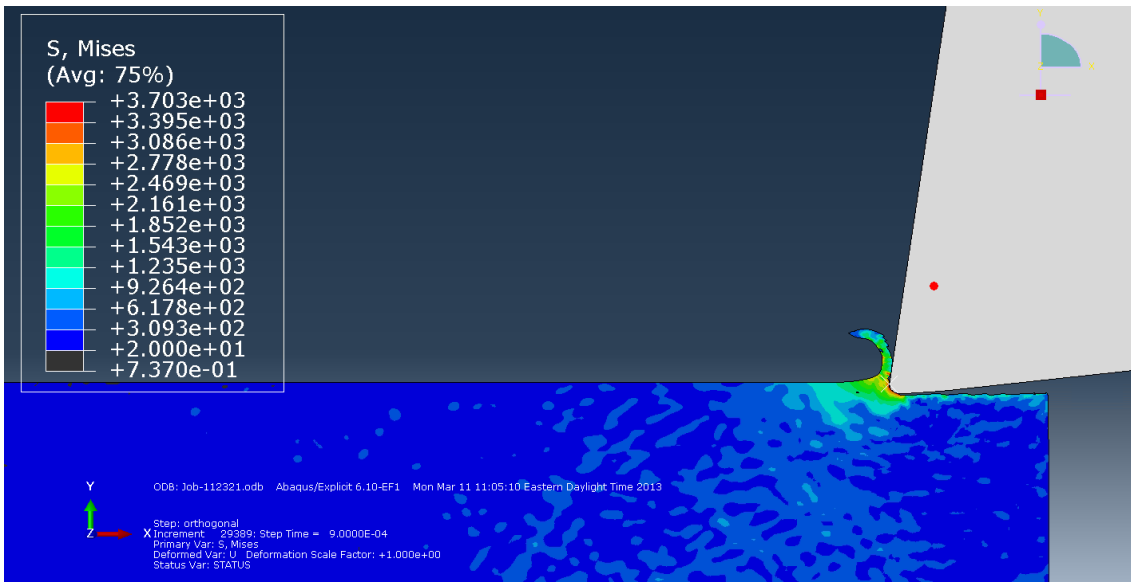 S, Mises
(Avg: 75%)
+3.703e+03
+3.395e+03
+3.086e+03
+2.778e+03
+2.469e+03
+2.161e+03
+1.852e+03
+1.543e+03
+1.235e+03
+9.264e+02
+6.178e+02
+3.093e+02
+2.000e+01
+7.370e-01
Y
Z X
ODB: Job-112321.odb Abaqus/Explicit 6.10-EF1 Mon Mar 11 11:05:10 Eastern Daylight Time 2013
Step: orthogonal
Increment 29389: Step Time = 9.0000E-04
Primary Var: S, Mises
Deformed Var: U Deformation Scale Factor: +1.000e+00
Status Var: STATUS